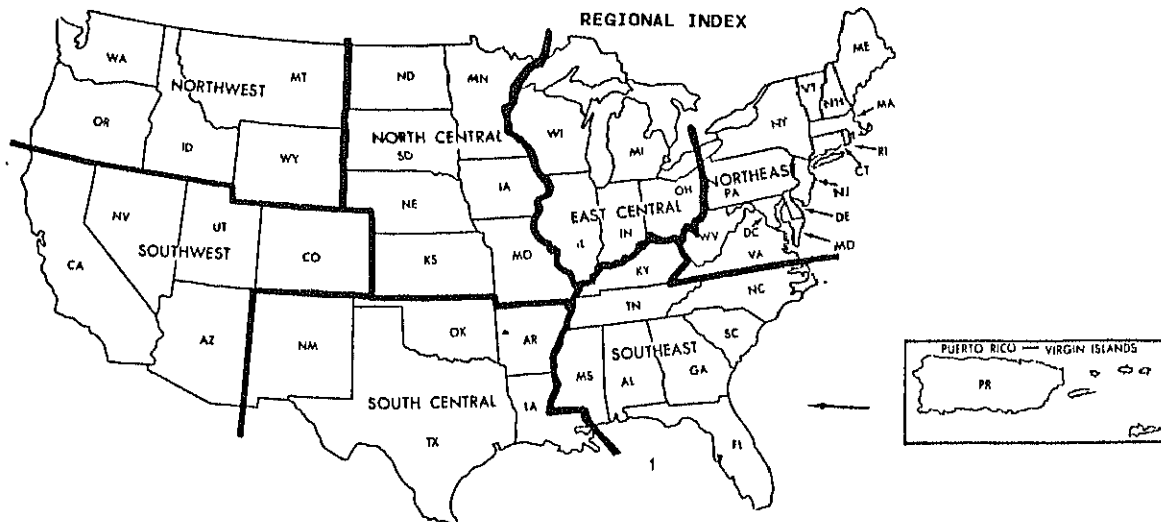 REGIONAL INDEX
WA
MT
ND
MN
ME
NORTHWEST
VT
NH
MA
OR
ID
NORTH CENTRAL
SD
WI
MI
NY
WY
RI
CT
IA
NORTHEAS
PA
NJ
NE
OH
EAST CENTRAL
NV
UT
IL
IN
WV
DC
DE
SOUTHWEST
CO
KS
MO
KY
VA
MD
CA
TN
NC
AZ
NM
OK
AR
SC
SOUTHEAST
MS
AL
GA
PUERTO RICO — VIRGIN ISLANDS
PR
SOUTH CENTRAL
LA
TX
FL
1